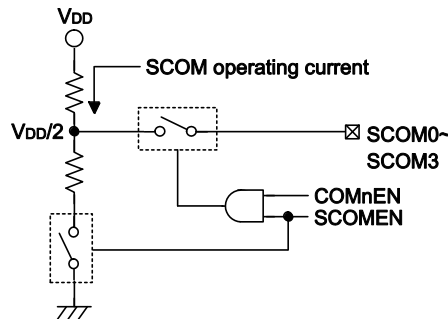 VDD
SCOM operating current
VDD/2
SCOM0~
SCOM3
COMnEN
SCOMEN